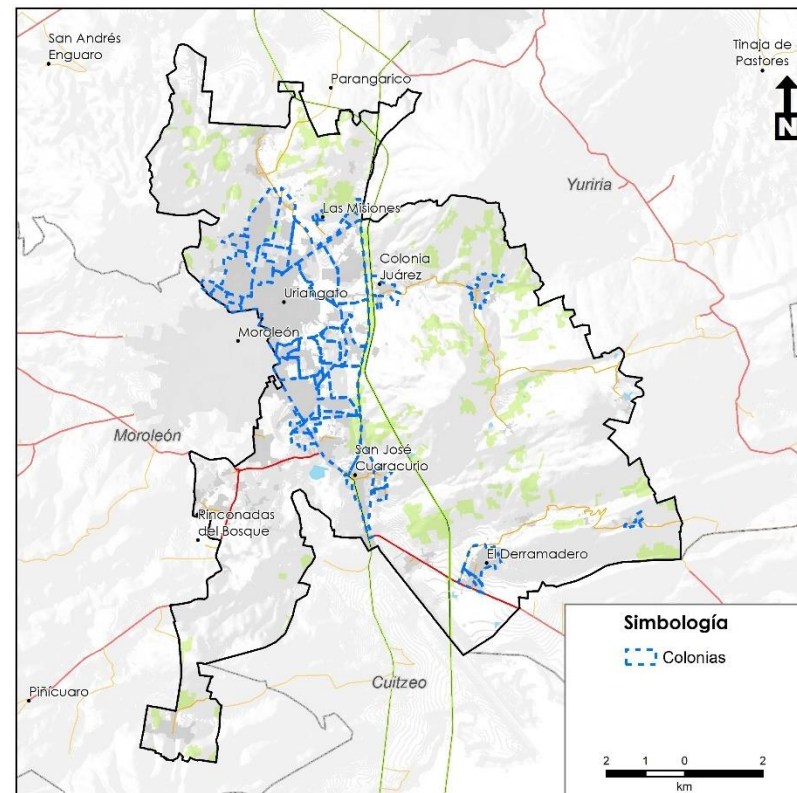 San Andrés
Enguaro
Parangarico
Tinaja de
Pastores
N
Yuriria
Las Misiones
Colonia
Juárez
Uriangato
Moroleón
Moroleón
San José
Cuaracurio
Rinconadas
del Bosque
El Derramadero
Cuitzeo
Piñícuaro
Simbología
Colonias
2 1 0 2
km